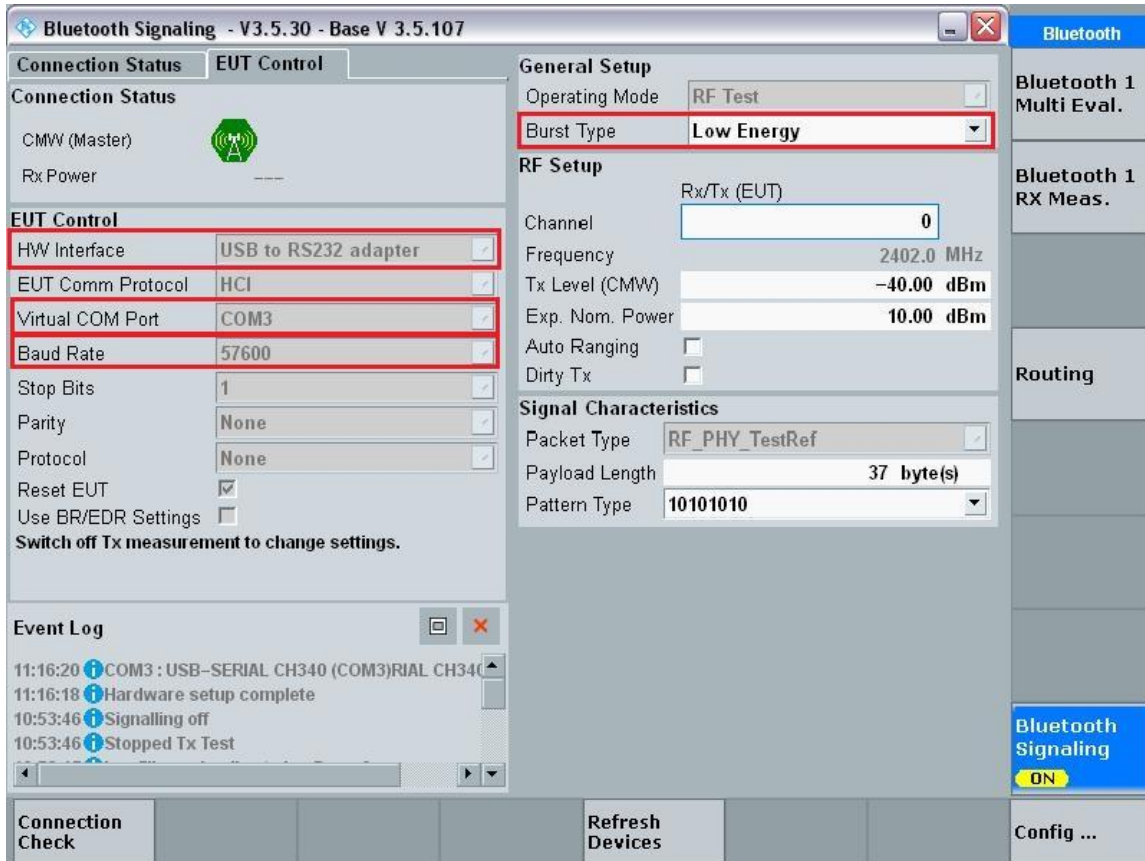 Bluetooth Signaling - V3.5.30 - Base V 3.5.107
Connection Status
EUT Control
Connection Status
CMW (Master)
Rx Power ---
EUT Control
HW Interface USB to RS232 adapter
EUT Comm Protocol HCI
Virtual COM Port COM3
Baud Rate 57600
Stop Bits 1
Parity None
Protocol None
Reset EUT
Use BR/EDR Settings
Switch off Tx measurement to change settings.
Event Log
11:16:20 COM3 : USB-SERIAL CH340 (COM3)RIAL CH340
11:16:18 Hardware setup complete
10:53:46 Signalling off
10:53:46 Stopped Tx Test
General Setup
Operating Mode RF Test
Burst Type Low Energy
RF Setup
Rx/Tx (EUT)
Channel 0
Frequency 2402.0 MHz
Tx Level (CMW) -40.00 dBm
Exp. Nom. Power 10.00 dBm
Auto Ranging
Dirty Tx
Signal Characteristics
Packet Type RF_PHY_TestRef
Payload Length 37 byte(s)
Pattern Type 10101010
Bluetooth
Bluetooth 1
Multi Eval.
Bluetooth 1
RX Meas.
Routing
Bluetooth
Signaling
ON
Connection
Check
Refresh
Devices
Config ...